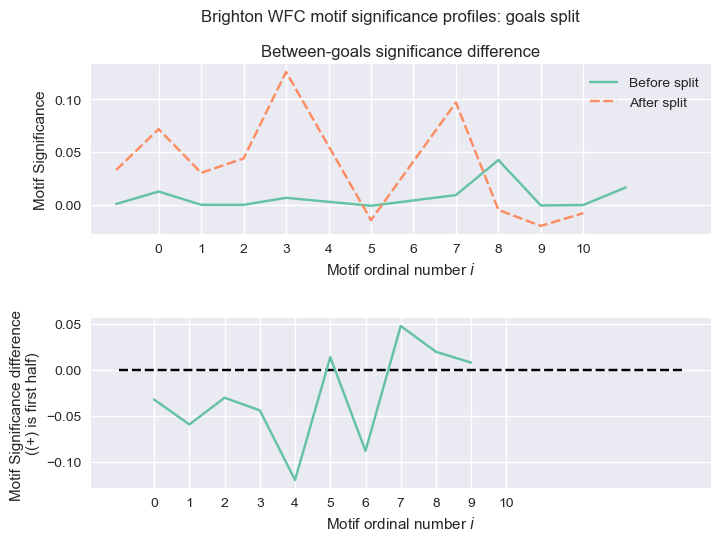 Brighton WFC motif significance profiles: goals split
Between-goals significance difference
Before split
After split
Motif Significance
0.10
0.05
0.00
0 1 2 3 4 5 6 7 8 9 10
Motif ordinal number i
Motif Significance difference
((+) is first half)
0.05
0.00
−0.05
−0.10
0 1 2 3 4 5 6 7 8 9 10
Motif ordinal number i